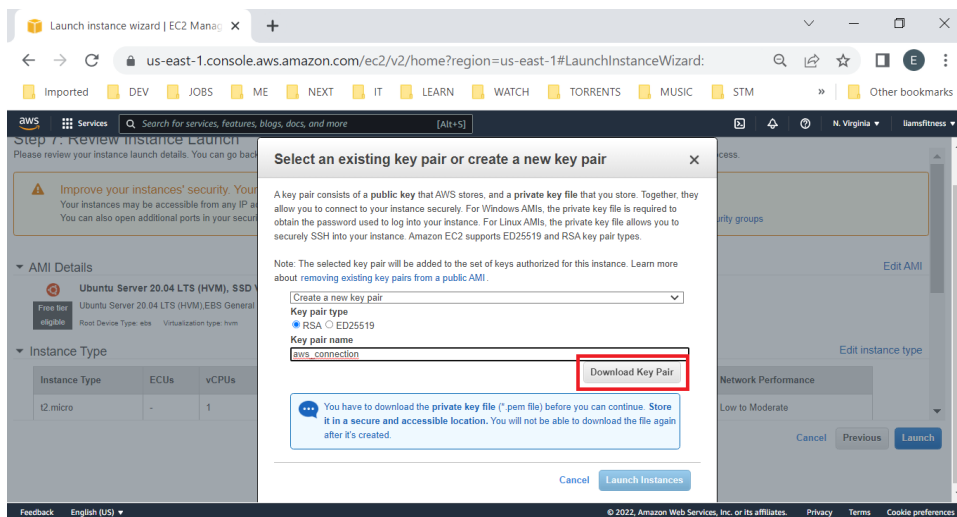 Launch instance wizard | EC2 Manag
us-east-1.console.aws.amazon.com/ec2/v2/home?region=us-east-1#LaunchInstanceWizard:
E
Imported DEV JOBS ME NEXT IT LEARN WATCH TORRENTS MUSIC STM » Other bookmarks
aws Services Search for services, features, blogs, docs, and more [Alt+S] N. Virginia liamsfitness
Step 7: Review Instance Launch
Please review your instance launch details. You can go back
cess.
Select an existing key pair or create a new key pair
Improve your instances' security. Your
Your instances may be accessible from any IP a
You can also open additional ports in your securi
urity groups
A key pair consists of a public key that AWS stores, and a private key file that you store. Together, they
allow you to connect to your instance securely. For Windows AMIs, the private key file is required to
obtain the password used to log into your instance. For Linux AMIs, the private key file allows you to
securely SSH into your instance. Amazon EC2 supports ED25519 and RSA key pair types.
Note: The selected key pair will be added to the set of keys authorized for this instance. Learn more
about removing existing key pairs from a public AMI.
AMI Details
Edit AMI
Ubuntu Server 20.04 LTS (HVM), SSD V
Free tier
eligible
Ubuntu Server 20.04 LTS (HVM),EBS General
Root Device Type: ebs Virtualization type: hvm
Create a new key pair
Key pair type
RSA ED25519
Key pair name
aws_connection
Download Key Pair
Instance Type
Edit instance type
Instance Type ECUs vCPUs
Network Performance
t2.micro - 1
Low to Moderate
You have to download the private key file (*.pem file) before you can continue. Store
it in a secure and accessible location. You will not be able to download the file again
after it's created.
Cancel Previous Launch
Cancel Launch Instances
Feedback English (US) © 2022, Amazon Web Services, Inc. or its affiliates. Privacy Terms Cookie preferences